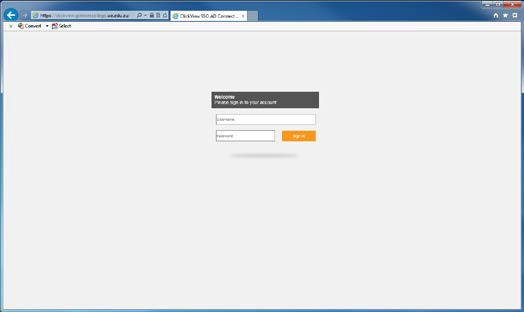 ClickView SSO AD Connect...
Convert
Select
Welcome
Please sign in to your account
Username
Password
Sign in